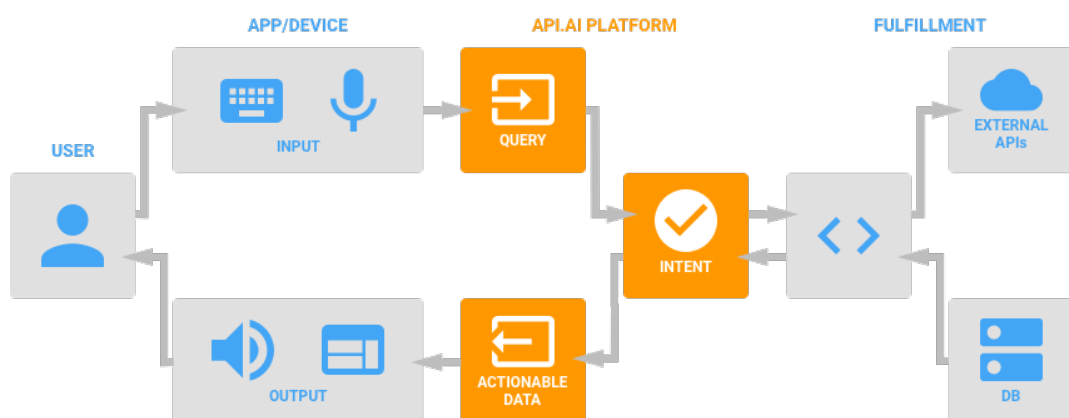 APP/DEVICE
API.AI PLATFORM
FULFILLMENT
INPUT
QUERY
EXTERNAL
APIs
USER
INTENT
OUTPUT
ACTIONABLE
DATA
DB